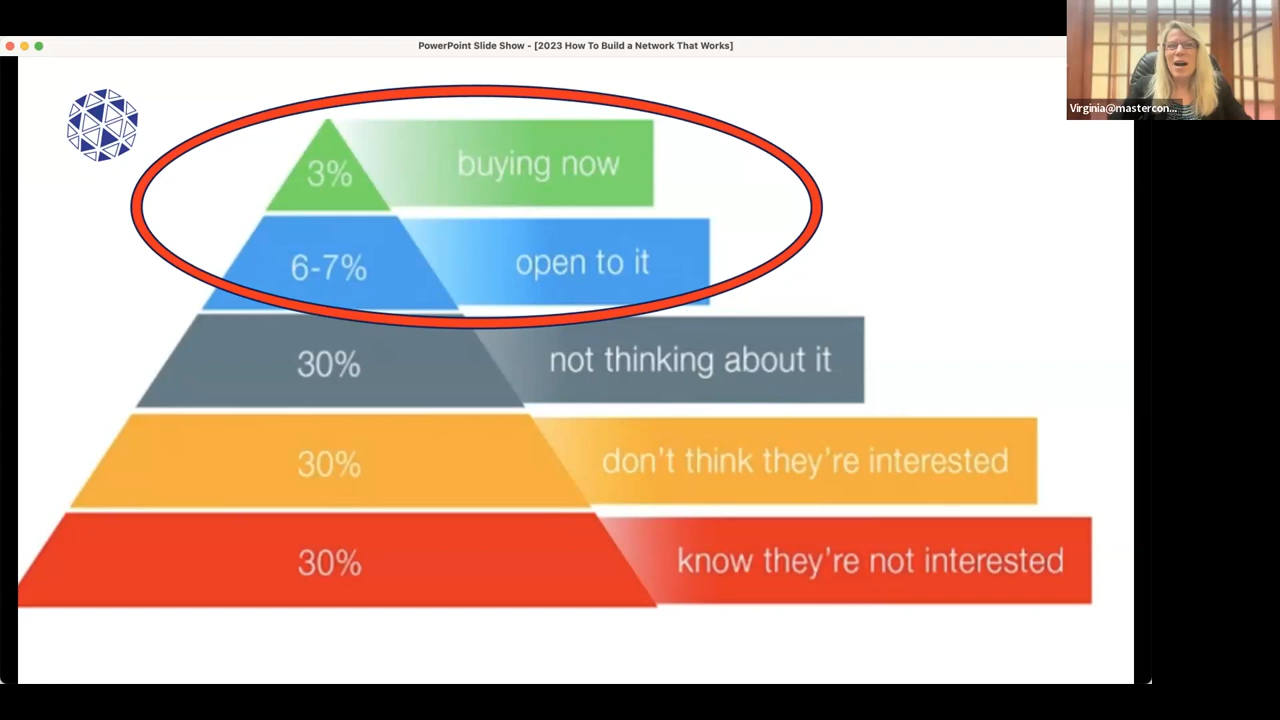 PowerPoint Slide Show - [2023 How To Build a Network That Works]
Virginia@mastercon...
3% buying now
6-7% open to it
30% not thinking about it
30% don't think they're interested
30% know they're not interested